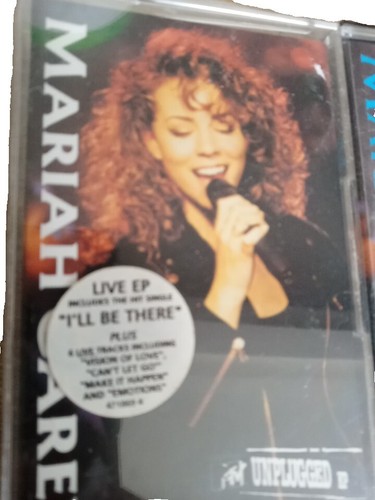 MARIAH CARE
LIVE EP
INCLUDES THE HIT SINGLE
"I'LL BE THERE"
PLUS
6 LIVE TRACKS INCLUDING
"VISION OF LOVE",
"CAN'T LET GO"
"MAKE IT HAPPEN"
AND "EMOTIONS"
UNPLUGGED EP